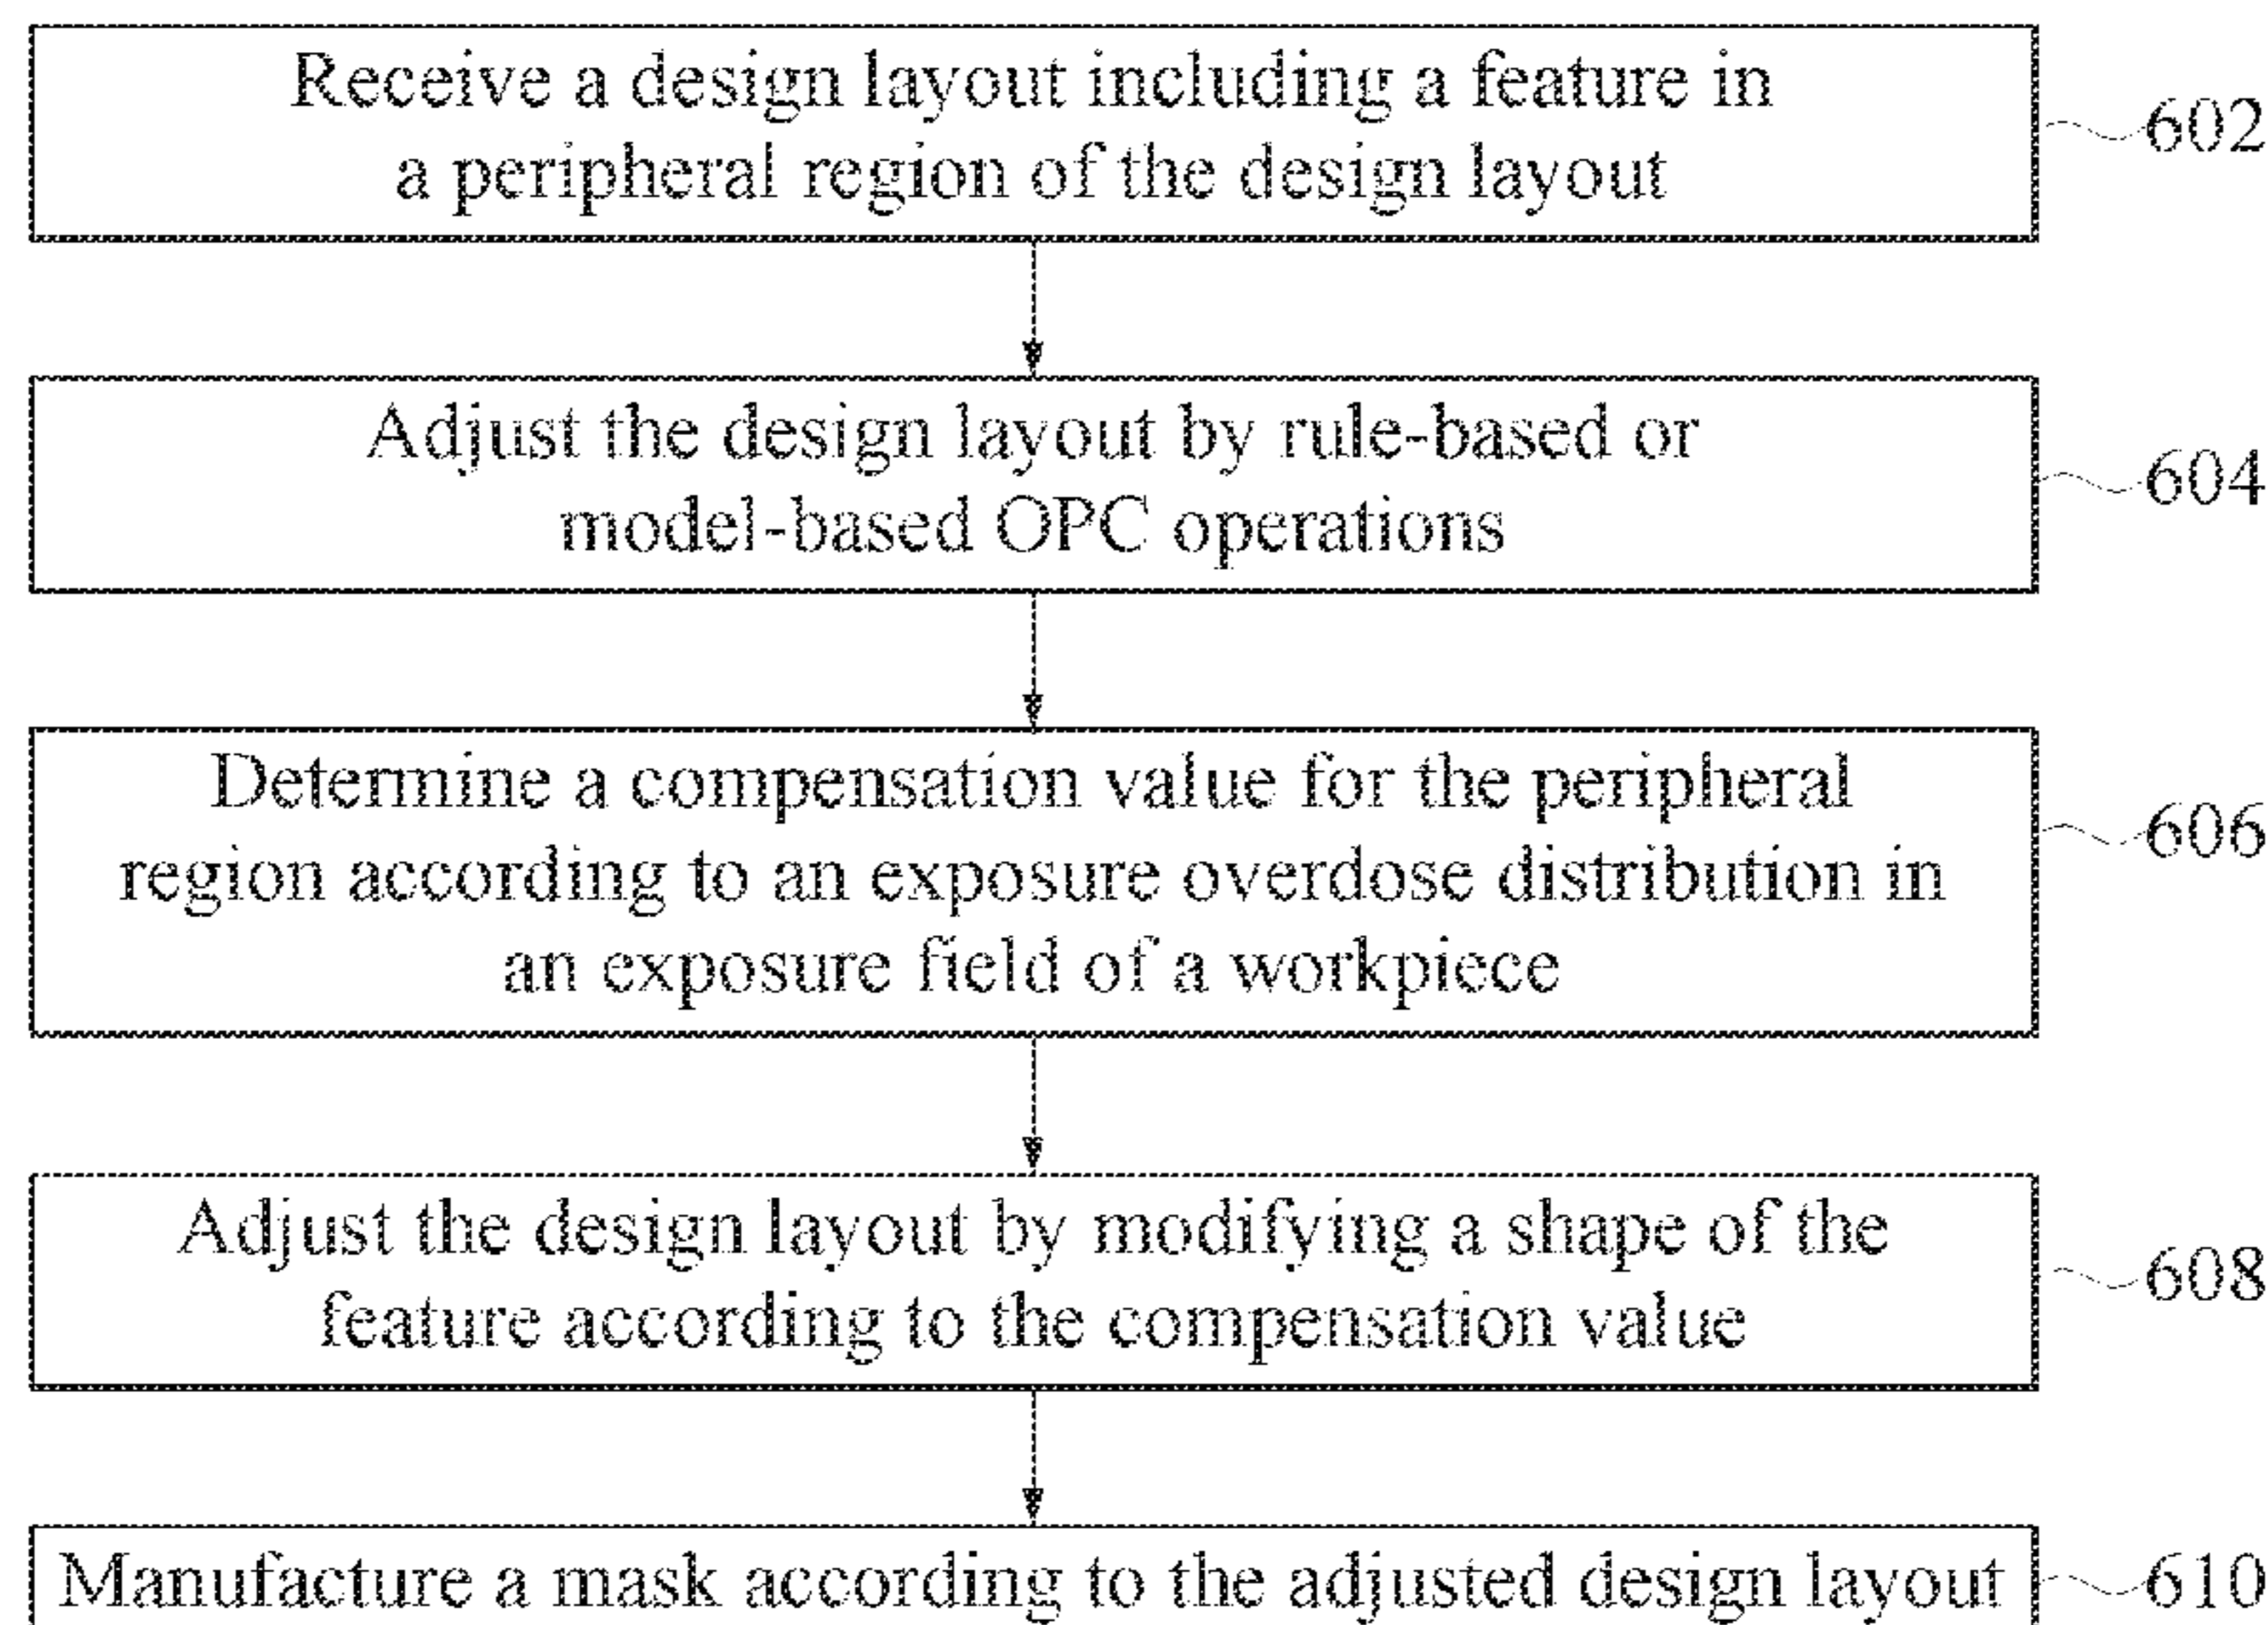 Receive a design layout including a feature in
a peripheral region of the design layout
602
Adjust the design layout by rule-based or
model-based OPC operations
604
Determine a compensation value for the peripheral
region according to an exposure overdose distribution in
an exposure field of a workpiece
606
Adjust the design layout by modifying a shape of the
feature according to the compensation value
608
Manufacture a mask according to the adjusted design layout
610